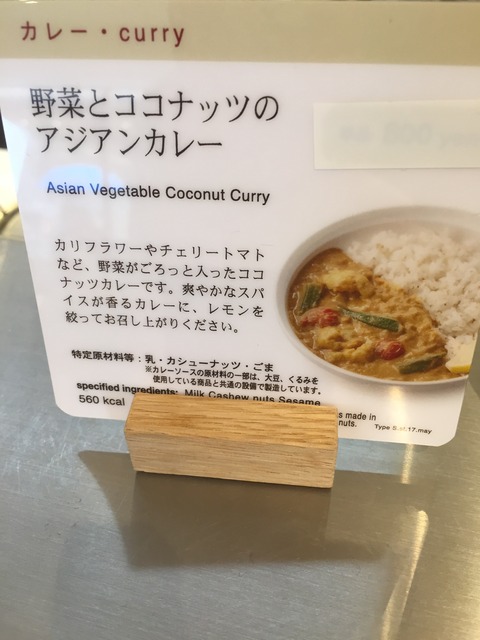 カレー・curry
野菜とココナッツの
アジアンカレー
Asian Vegetable Coconut Curry
カリフラワーやチェリートマト
など、野菜がごろっと入ったココ
ナッツカレーです。爽やかなスパ
イスが香るカレーに、レモンを
絞ってお召し上がりください。
特定原材料等：乳・カシューナッツ・ごま
※カレーソースの原材料の一部は、大豆、くるみを
使用している商品と共通の設備で製造しています。
specified ingredients: Milk Cashew nuts Sesame
s made in
560 kcal
nuts.
Type S.M.17.may